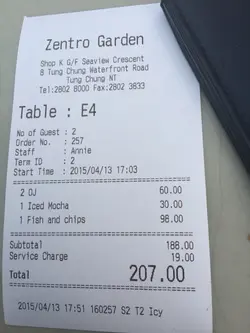 Zentro Garden
Shop K G/F Seaview Crescent
8 Tung Chung Waterfront Road
Tung Chung NT
Tel:2802 8000 Fax:2802 3833
Table : E4
No of Guest : 2
Order No. : 257
Staff : Annie
Term ID : 2
Start Time : 2015/04/13 17:03
2 OJ 60.00
1 Iced Mocha 30.00
1 Fish and chips 98.00
Subtotal 188.00
Service Charge 19.00
Total 207.00
2015/04/13 17:51 160257 S2 T2 Icy